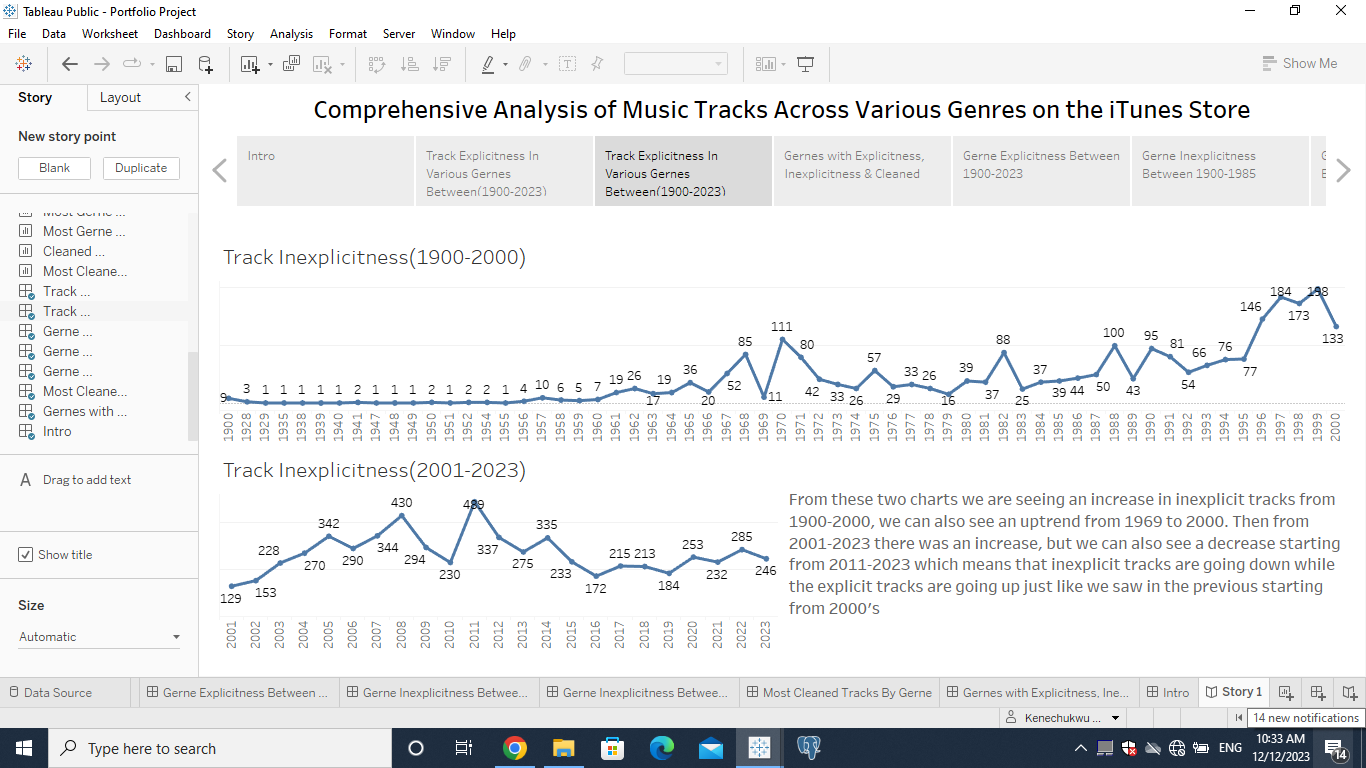 Tableau Public - Portfolio Project
File Data Worksheet Dashboard Story Analysis Format Server Window Help
Show Me
Story Layout
New story point
Blank Duplicate
Most Gerne ...
Most Gerne ...
Cleaned ...
Most Cleane...
Track ...
Track ...
Gerne ...
Gerne ...
Gerne ...
Most Cleane...
Gernes with ...
Intro
A Drag to add text
Show title
Size
Automatic
Comprehensive Analysis of Music Tracks Across Various Genres on the iTunes Store
Intro
Track Explicitness In
Various Gernes
Between(1900-2023)
Track Explicitness In
Various Gernes
Between(1900-2023)
Gernes with Explicitness,
Inexplicitness & Cleaned
Gerne Explicitness Between
1900-2023
Gerne Inexplicitness
Between 1900-1985
Track Inexplicitness(1900-2000)
9 3 1 1 1 1 1 2 1 1 1 2 1 2 2 1 4 10 6 5 7 19 26 17 19 36 20 52 85 11 111 80 42 33 26 57 29 33 26 16 39 37 88 25 37 39 44 50 100 43 95 81 54 66 76 77 146 184 173 198 133
1900 1928 1929 1935 1938 1939 1940 1941 1947 1948 1949 1950 1951 1952 1953 1954 1955 1956 1957 1958 1959 1960 1961 1962 1963 1964 1965 1966 1967 1968 1969 1970 1971 1972 1973 1974 1975 1976 1977 1978 1979 1980 1981 1982 1983 1984 1985 1986 1987 1988 1989 1990 1991 1992 1993 1994 1995 1996 1997 1998 1999 2000
Track Inexplicitness(2001-2023)
129 153 228 270 342 290 344 430 294 230 489 337 275 335 233 172 215 213 184 253 232 285 246
2001 2002 2003 2004 2005 2006 2007 2008 2009 2010 2011 2012 2013 2014 2015 2016 2017 2018 2019 2020 2021 2022 2023
From these two charts we are seeing an increase in inexplicit tracks from
1900-2000, we can also see an uptrend from 1969 to 2000. Then from
2001-2023 there was an increase, but we can also see a decrease starting
from 2011-2023 which means that inexplicit tracks are going down while
the explicit tracks are going up just like we saw in the previous starting
from 2000's
Data Source Gerne Explicitness Between ... Gerne Inexplicitness Betwee... Gerne Inexplicitness Betwee... Most Cleaned Tracks By Gerne Gernes with Explicitness, Ine... Intro Story 1
Kenechukwu ...
14 new notifications
Type here to search
ENG
10:33 AM
12/12/2023
14